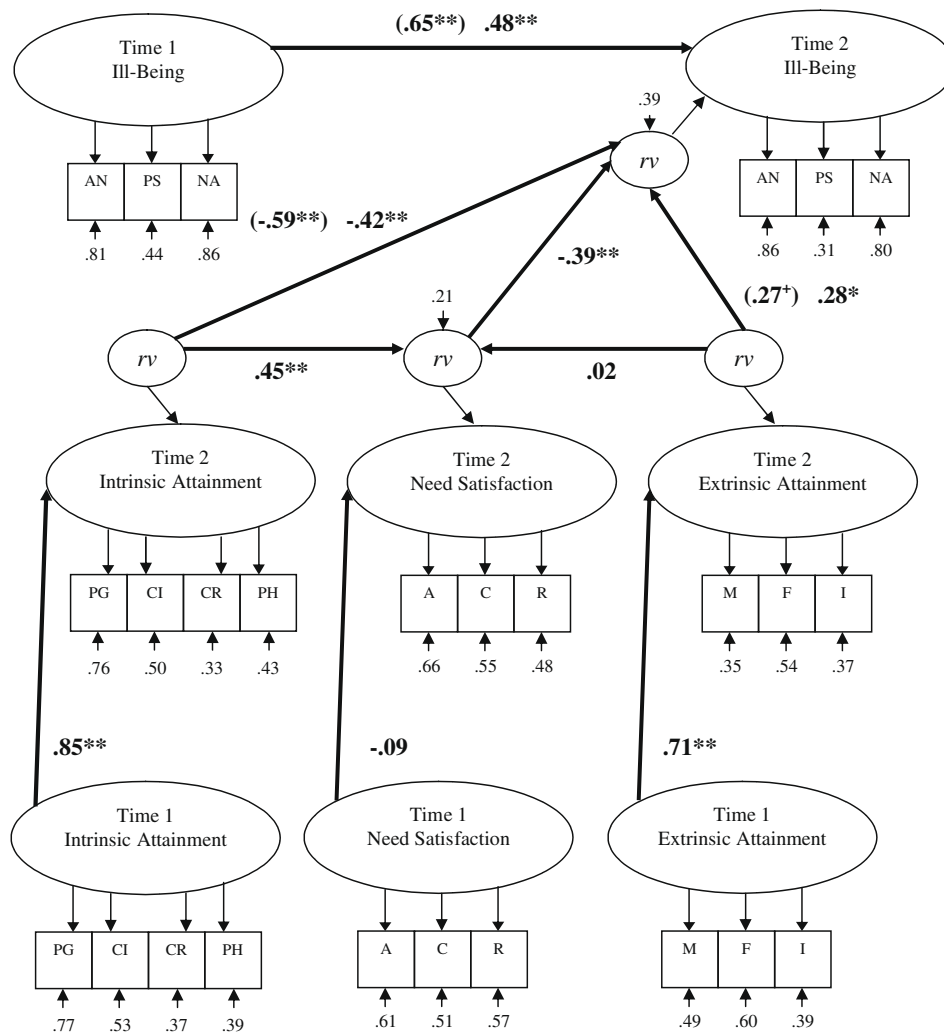 (.65**) .48**
Time 1
Ill-Being
Time 2
Ill-Being
.39
rv
AN PS NA
.81 .44 .86
AN PS NA
.86 .31 .80
(-.59**) -.42**
-.39**
(.27+) .28*
.21
rv
rv
rv
.45**
.02
Time 2
Intrinsic Attainment
Time 2
Need Satisfaction
Time 2
Extrinsic Attainment
PG CI CR PH
.76 .50 .33 .43
A C R
.66 .55 .48
M F I
.35 .54 .37
.85**
-.09
.71**
Time 1
Intrinsic Attainment
Time 1
Need Satisfaction
Time 1
Extrinsic Attainment
PG CI CR PH
.77 .53 .37 .39
A C R
.61 .51 .57
M F I
.49 .60 .39